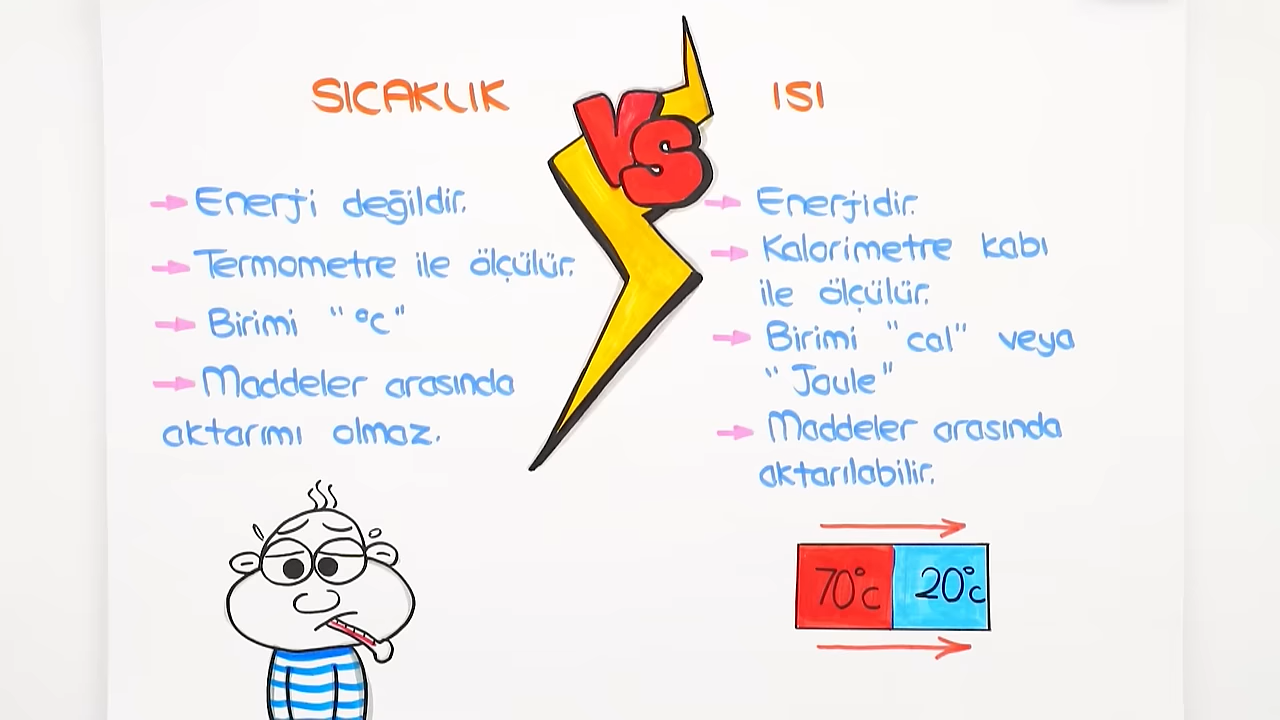 SICAKLIK
VS
ISI
→ Enerji değildir.
→ Termometre ile ölçülür.
→ Birimi "°C"
→ Maddeler arasında
aktarımı olmaz.
→ Enerjidir.
→ Kalorimetre kabı
ile ölçülür.
→ Birimi "cal" veya
"Joule"
→ Maddeler arasında
aktarılabilir.
70°C 20°C